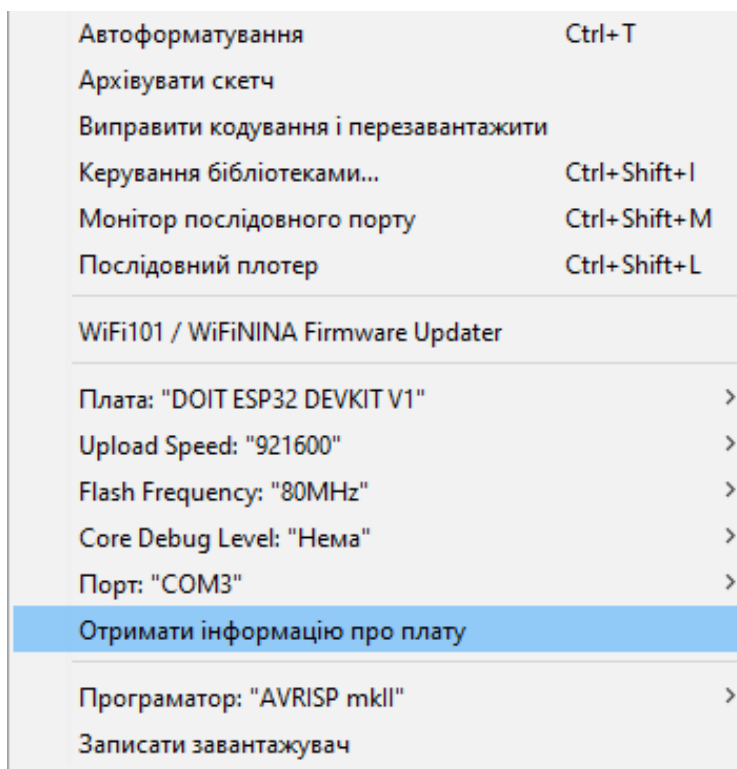 Автоформатування Ctrl+T
Архівувати скетч
Виправити кодування і перезавантажити
Керування бібліотеками... Ctrl+Shift+I
Монітор послідовного порту Ctrl+Shift+M
Послідовний плотер Ctrl+Shift+L
WiFi101 / WiFiNINA Firmware Updater
Плата: "DOIT ESP32 DEVKIT V1"
Upload Speed: "921600"
Flash Frequency: "80MHz"
Core Debug Level: "Нема"
Порт: "COM3"
Отримати інформацію про плату
Програматор: "AVRISP mkII"
Записати завантажувач